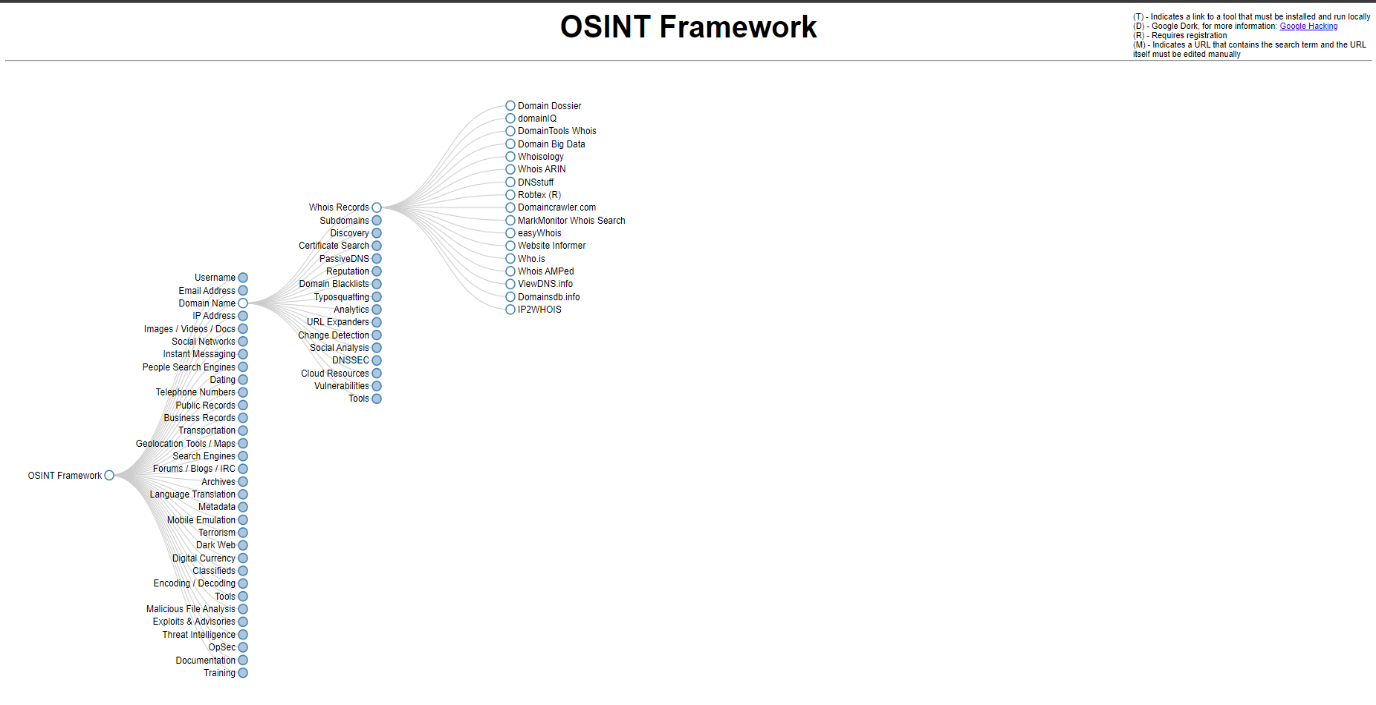 OSINT Framework
(T) - Indicates a link to a tool that must be installed and run locally
(D) - Google Dork, for more information: Google Hacking
(R) - Requires registration
(M) - Indicates a URL that contains the search term and the URL
itself must be edited manually
OSINT Framework
Username
Email Address
Domain Name
IP Address
Images / Videos / Docs
Social Networks
Instant Messaging
People Search Engines
Dating
Telephone Numbers
Public Records
Business Records
Transportation
Geolocation Tools / Maps
Search Engines
Forums / Blogs / IRC
Archives
Language Translation
Metadata
Mobile Emulation
Terrorism
Dark Web
Digital Currency
Classifieds
Encoding / Decoding
Tools
Malicious File Analysis
Exploits & Advisories
Threat Intelligence
OpSec
Documentation
Training
Whois Records
Subdomains
Discovery
Certificate Search
PassiveDNS
Reputation
Domain Blacklists
Typosquatting
Analytics
URL Expanders
Change Detection
Social Analysis
DNSSEC
Cloud Resources
Vulnerabilities
Tools
Domain Dossier
domainIQ
DomainTools Whois
Domain Big Data
Whoisology
Whois ARIN
DNSstuff
Robtex (R)
Domaincrawler.com
MarkMonitor Whois Search
easyWhois
Website Informer
Who.is
Whois AMPed
ViewDNS.info
Domainsdb.info
IP2WHOIS